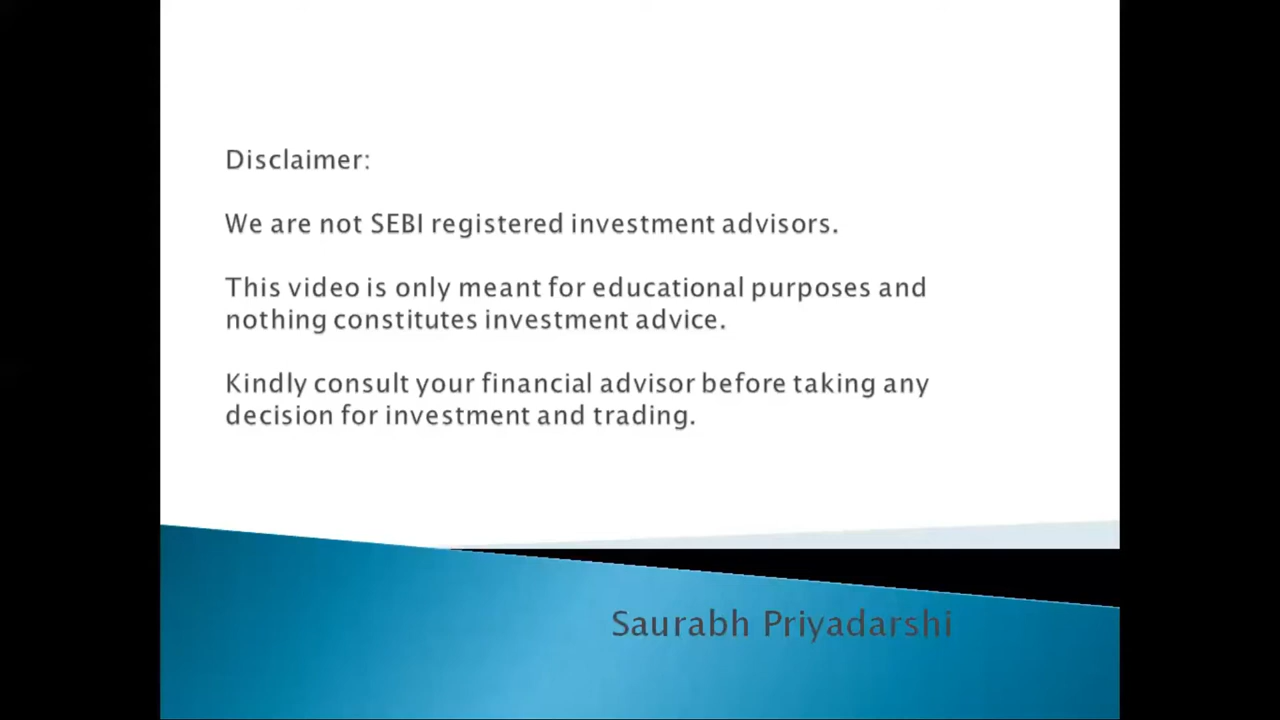 Disclaimer:
We are not SEBI registered investment advisors.
This video is only meant for educational purposes and
nothing constitutes investment advice.
Kindly consult your financial advisor before taking any
decision for investment and trading.
Saurabh Priyadarshi